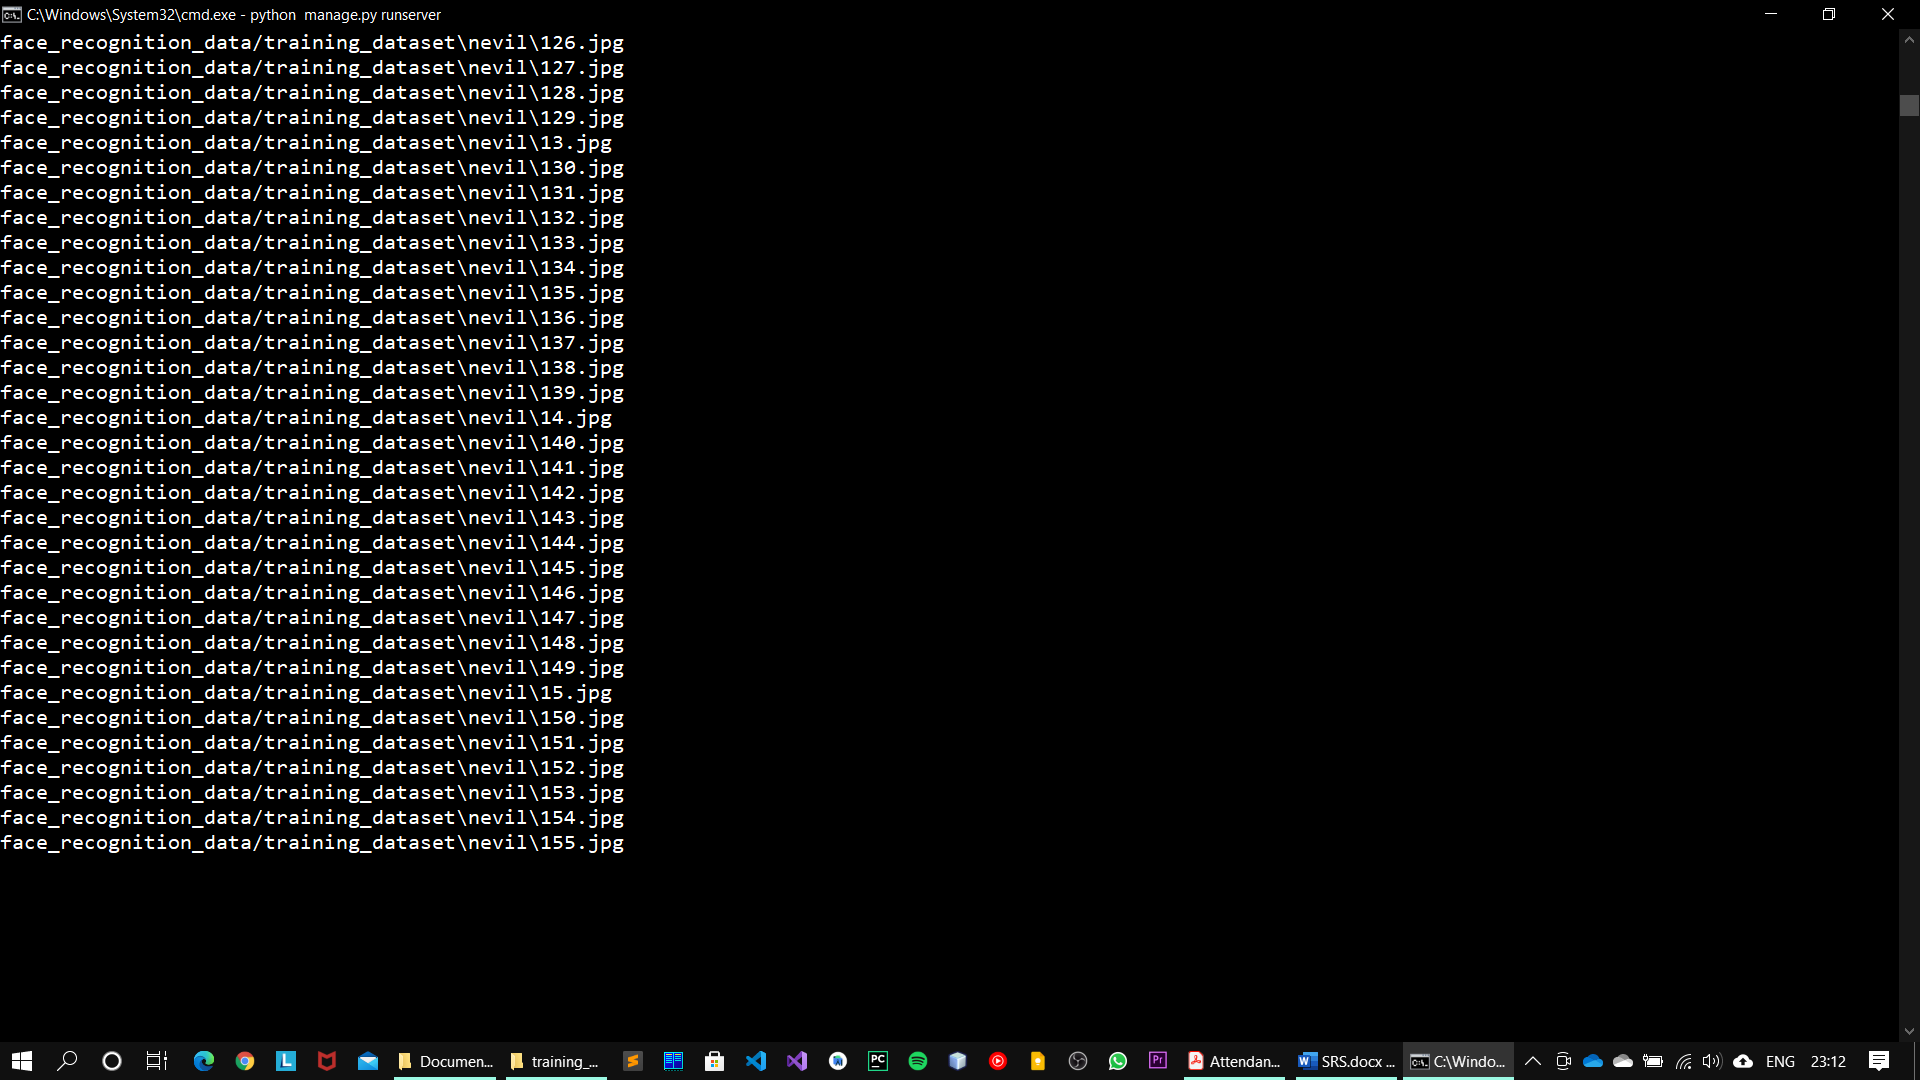 C:\Windows\System32\cmd.exe - python  manage.py runserver
face_recognition_data/training_dataset\nevil\126.jpg
face_recognition_data/training_dataset\nevil\127.jpg
face_recognition_data/training_dataset\nevil\128.jpg
face_recognition_data/training_dataset\nevil\129.jpg
face_recognition_data/training_dataset\nevil\13.jpg
face_recognition_data/training_dataset\nevil\130.jpg
face_recognition_data/training_dataset\nevil\131.jpg
face_recognition_data/training_dataset\nevil\132.jpg
face_recognition_data/training_dataset\nevil\133.jpg
face_recognition_data/training_dataset\nevil\134.jpg
face_recognition_data/training_dataset\nevil\135.jpg
face_recognition_data/training_dataset\nevil\136.jpg
face_recognition_data/training_dataset\nevil\137.jpg
face_recognition_data/training_dataset\nevil\138.jpg
face_recognition_data/training_dataset\nevil\139.jpg
face_recognition_data/training_dataset\nevil\14.jpg
face_recognition_data/training_dataset\nevil\140.jpg
face_recognition_data/training_dataset\nevil\141.jpg
face_recognition_data/training_dataset\nevil\142.jpg
face_recognition_data/training_dataset\nevil\143.jpg
face_recognition_data/training_dataset\nevil\144.jpg
face_recognition_data/training_dataset\nevil\145.jpg
face_recognition_data/training_dataset\nevil\146.jpg
face_recognition_data/training_dataset\nevil\147.jpg
face_recognition_data/training_dataset\nevil\148.jpg
face_recognition_data/training_dataset\nevil\149.jpg
face_recognition_data/training_dataset\nevil\15.jpg
face_recognition_data/training_dataset\nevil\150.jpg
face_recognition_data/training_dataset\nevil\151.jpg
face_recognition_data/training_dataset\nevil\152.jpg
face_recognition_data/training_dataset\nevil\153.jpg
face_recognition_data/training_dataset\nevil\154.jpg
face_recognition_data/training_dataset\nevil\155.jpg
L Documen... training_... PC Pr Attendan... W SRS.docx ... C:\Windo... ENG 23:12